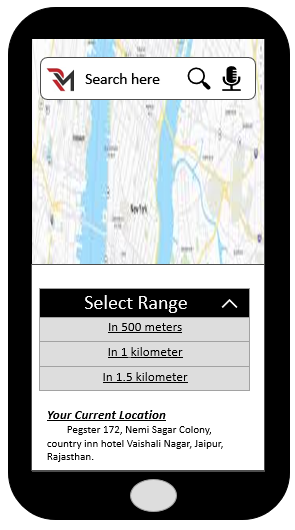 RM Search here
New York
Select Range
In 500 meters
In 1 kilometer
In 1.5 kilometer
Your Current Location
Pegster 172, Nemi Sagar Colony,
country inn hotel Vaishali Nagar, Jaipur,
Rajasthan.